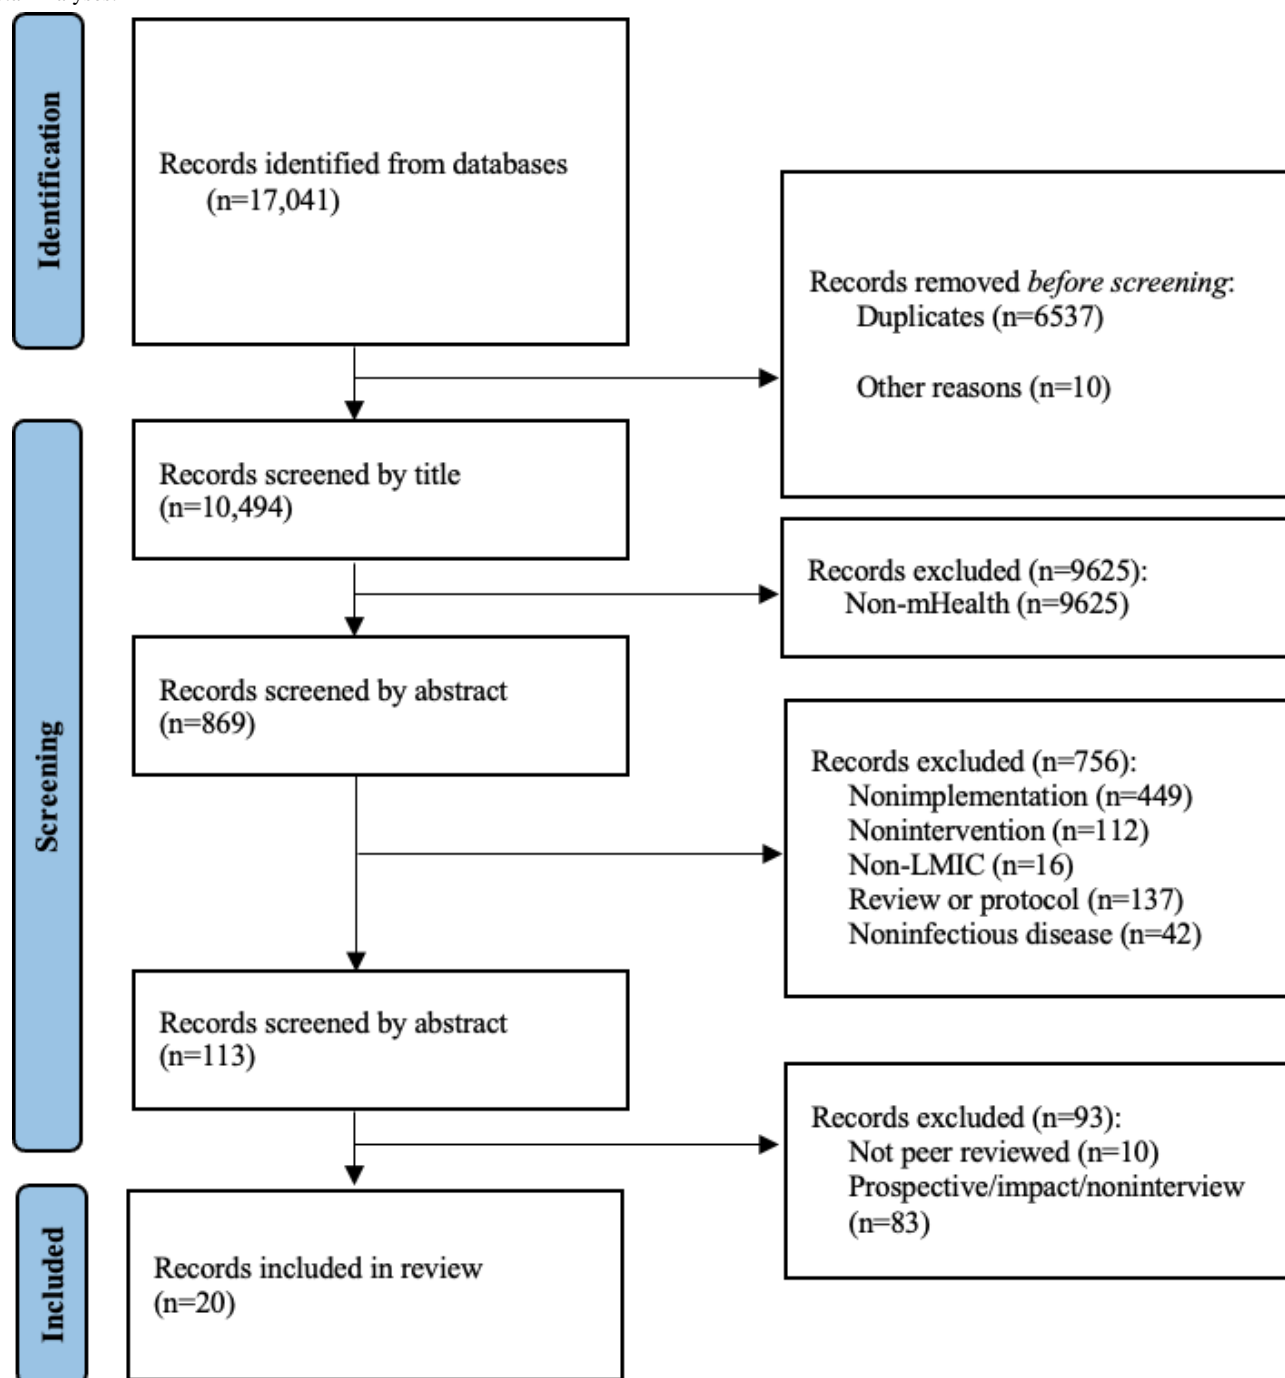 Identification
Records identified from databases
(n=17,041)
Records removed before screening:
Duplicates (n=6537)
Other reasons (n=10)
Screening
Records screened by title
(n=10,494)
Records excluded (n=9625):
Non-mHealth (n=9625)
Records screened by abstract
(n=869)
Records excluded (n=756):
Nonimplementation (n=449)
Nonintervention (n=112)
Non-LMIC (n=16)
Review or protocol (n=137)
Noninfectious disease (n=42)
Records screened by abstract
(n=113)
Records excluded (n=93):
Not peer reviewed (n=10)
Prospective/impact/noninterview
(n=83)
Included
Records included in review
(n=20)